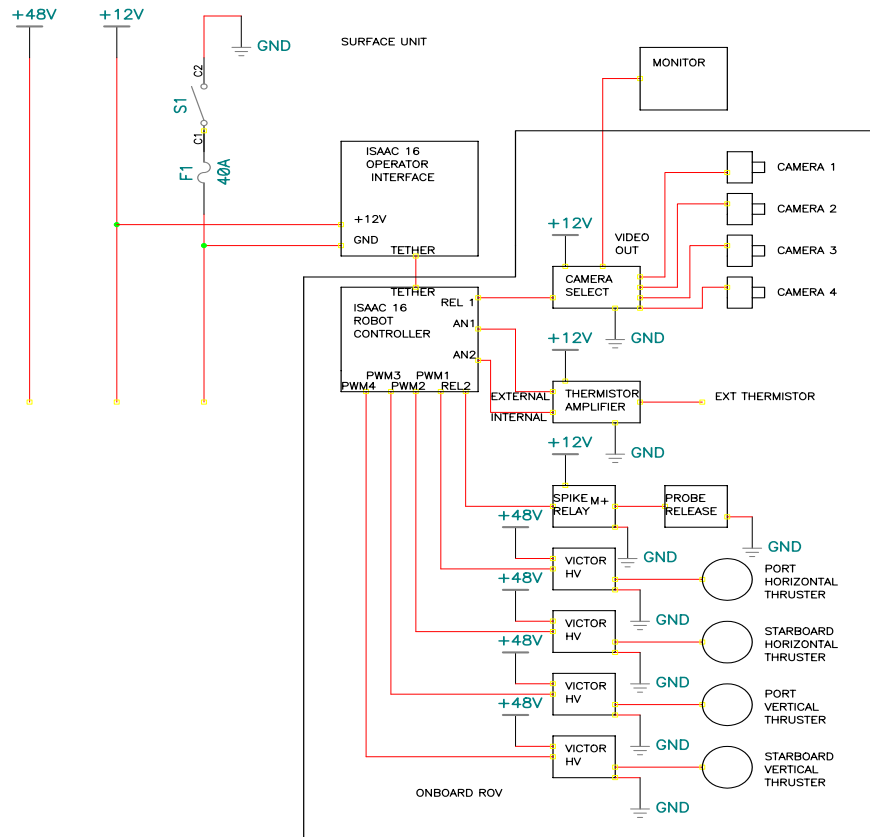 +48V
+12V
GND
SURFACE UNIT
C2
S1
C1
F1
40A
MONITOR
ISAAC 16
OPERATOR
INTERFACE
+12V
GND
TETHER
CAMERA 1
CAMERA 2
CAMERA 3
CAMERA 4
+12V
VIDEO
OUT
CAMERA
SELECT
GND
TETHER
REL 1
ISAAC 16
ROBOT
CONTROLLER
AN1
AN2
PWM3
PWM1
PWM4
PWM2
REL2
+12V
EXTERNAL
INTERNAL
THERMISTOR
AMPLIFIER
EXT THERMISTOR
GND
+12V
SPIKE M+
RELAY
PROBE
RELEASE
GND
GND
+48V
VICTOR
HV
GND
PORT
HORIZONTAL
THRUSTER
+48V
VICTOR
HV
GND
STARBOARD
HORIZONTAL
THRUSTER
+48V
VICTOR
HV
GND
PORT
VERTICAL
THRUSTER
+48V
VICTOR
HV
GND
STARBOARD
VERTICAL
THRUSTER
ONBOARD ROV